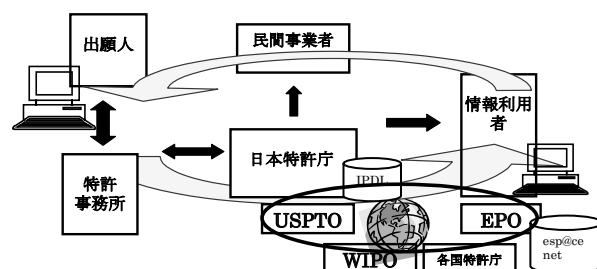 出願人
民間事業者
情報利用
者
日本特許庁
特許
事務所
IPDL
USPTO
EPO
WIPO
各国特許庁
esp@ce
net